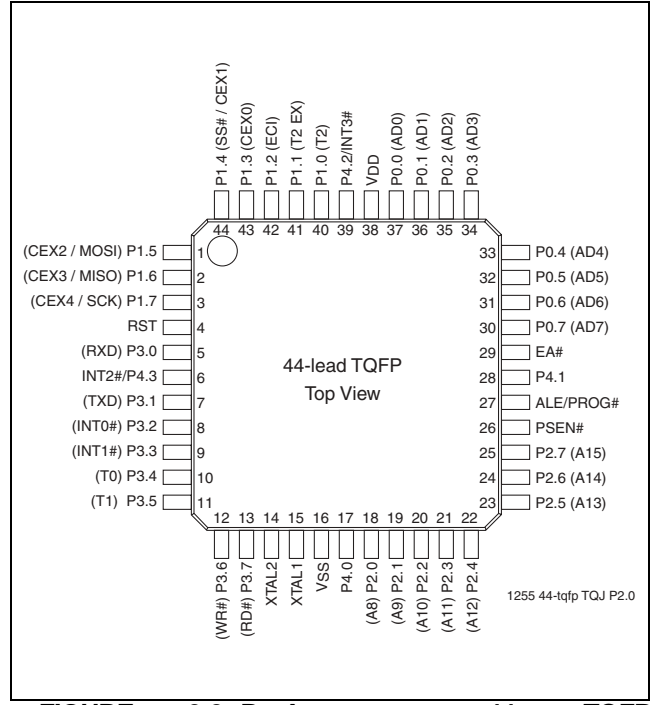 P1.4 (SS# / CEX1)
P1.3 (CEX0)
P1.2 (ECI)
P1.1 (T2 EX)
P1.0 (T2)
P4.2/INT3#
VDD
P0.0 (AD0)
P0.1 (AD1)
P0.2 (AD2)
P0.3 (AD3)
44 43 42 41 40 39 38 37 36 35 34
(CEX2 / MOSI) P1.5 1
(CEX3 / MISO) P1.6 2
(CEX4 / SCK) P1.7 3
RST 4
(RXD) P3.0 5
INT2#/P4.3 6
(TXD) P3.1 7
(INT0#) P3.2 8
(INT1#) P3.3 9
(T0) P3.4 10
(T1) P3.5 11
44-lead TQFP
Top View
33 P0.4 (AD4)
32 P0.5 (AD5)
31 P0.6 (AD6)
30 P0.7 (AD7)
29 EA#
28 P4.1
27 ALE/PROG#
26 PSEN#
25 P2.7 (A15)
24 P2.6 (A14)
23 P2.5 (A13)
12 13 14 15 16 17 18 19 20 21 22
(WR#) P3.6
(RD#) P3.7
XTAL2
XTAL1
VSS
P4.0
(A8) P2.0
(A9) P2.1
(A10) P2.2
(A11) P2.3
(A12) P2.4
1255 44-tqfp TQJ P2.0